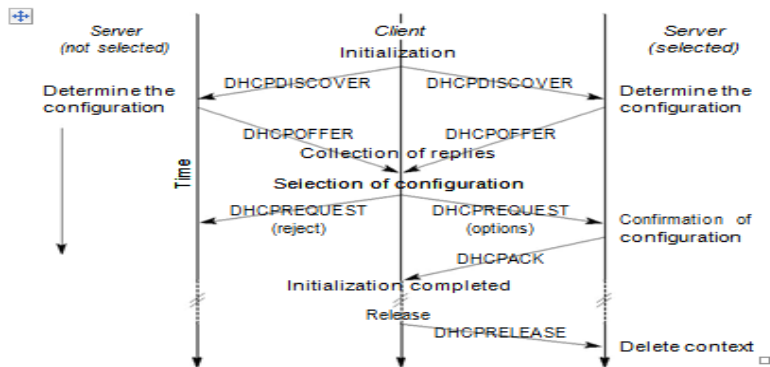 Server
(not selected)
Client
Server
(selected)
Initialization
Determine the
configuration
DHCPDISCOVER
DHCPDISCOVER
Determine the
configuration
DHCPOFFER
DHCPOFFER
Collection of replies
Time
Selection of configuration
DHCPREQUEST
(reject)
DHCPREQUEST
(options)
Confirmation of
configuration
DHCPACK
Initialization completed
Release
DHCPRELEASE
Delete context